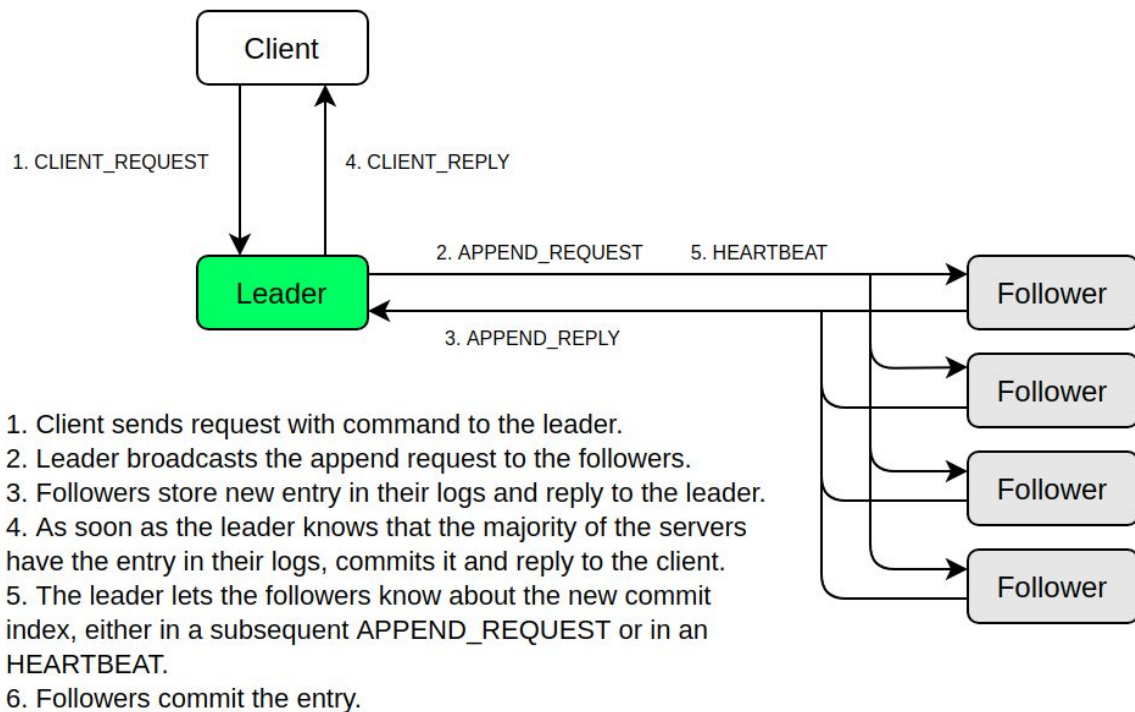 Client
1. CLIENT_REQUEST
4. CLIENT_REPLY
2. APPEND_REQUEST
5. HEARTBEAT
Leader
Follower
3. APPEND_REPLY
Follower
Follower
Follower
1. Client sends request with command to the leader.
2. Leader broadcasts the append request to the followers.
3. Followers store new entry in their logs and reply to the leader.
4. As soon as the leader knows that the majority of the servers
have the entry in their logs, commits it and reply to the client.
5. The leader lets the followers know about the new commit
index, either in a subsequent APPEND_REQUEST or in an
HEARTBEAT.
6. Followers commit the entry.